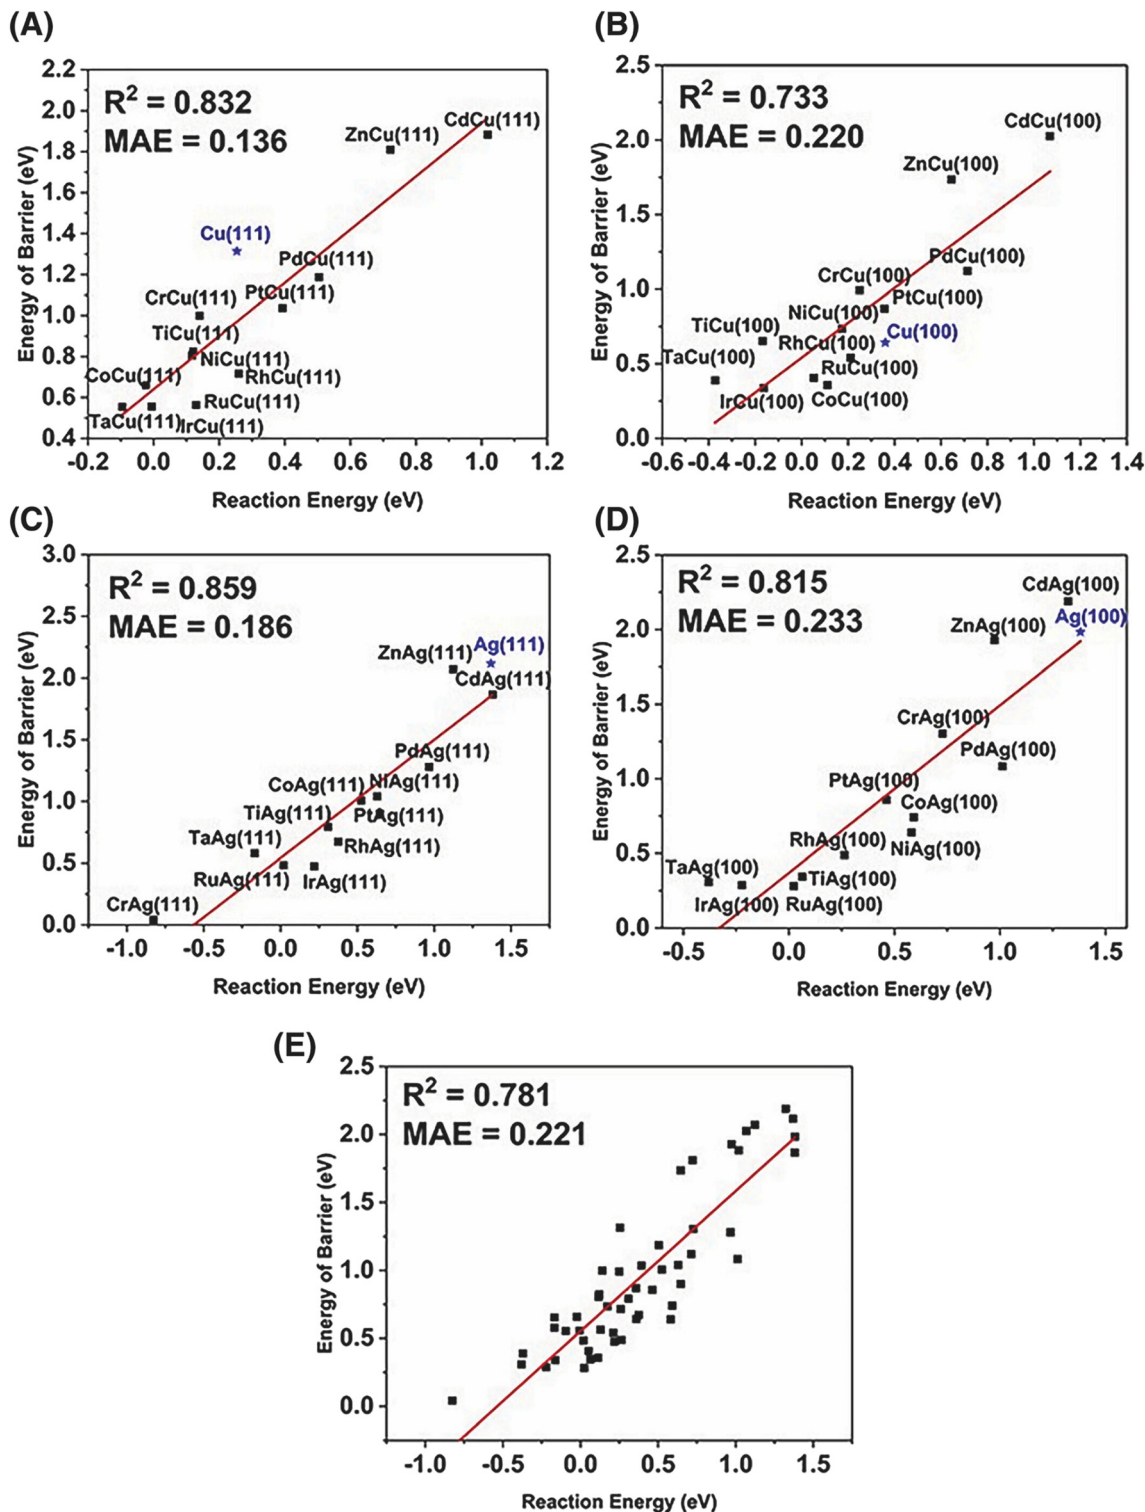 (A)
R² = 0.832
MAE = 0.136
CdCu(111)
ZnCu(111)
Cu(111)
PdCu(111)
PtCu(111)
CrCu(111)
TiCu(111)
NiCu(111)
RhCu(111)
CoCu(111)
RuCu(111)
TaCu(111)
IrCu(111)
2.2
2.0
1.8
1.6
1.4
1.2
1.0
0.8
0.6
0.4
Energy of Barrier (eV)
-0.2 0.0 0.2 0.4 0.6 0.8 1.0 1.2
Reaction Energy (eV)
(B)
R² = 0.733
MAE = 0.220
CdCu(100)
ZnCu(100)
PdCu(100)
CrCu(100)
PtCu(100)
NiCu(100)
TiCu(100)
Cu(100)
RhCu(100)
TaCu(100)
RuCu(100)
IrCu(100)
CoCu(100)
2.5
2.0
1.5
1.0
0.5
0.0
Energy of Barrier (eV)
-0.6 -0.4 -0.2 0.0 0.2 0.4 0.6 0.8 1.0 1.2 1.4
Reaction Energy (eV)
(C)
R² = 0.859
MAE = 0.186
Ag(111)
ZnAg(111)
CdAg(111)
PdAg(111)
NiAg(111)
CoAg(111)
PtAg(111)
TiAg(111)
RhAg(111)
TaAg(111)
RuAg(111)
IrAg(111)
CrAg(111)
3.0
2.5
2.0
1.5
1.0
0.5
0.0
Energy of Barrier (eV)
-1.0 -0.5 0.0 0.5 1.0 1.5
Reaction Energy (eV)
(D)
R² = 0.815
MAE = 0.233
CdAg(100)
Ag(100)
ZnAg(100)
CrAg(100)
PdAg(100)
PtAg(100)
CoAg(100)
NiAg(100)
RhAg(100)
TaAg(100)
TiAg(100)
IrAg(100)
RuAg(100)
2.5
2.0
1.5
1.0
0.5
0.0
Energy of Barrier (eV)
-0.5 0.0 0.5 1.0 1.5
Reaction Energy (eV)
(E)
R² = 0.781
MAE = 0.221
2.5
2.0
1.5
1.0
0.5
0.0
Energy of Barrier (eV)
-1.0 -0.5 0.0 0.5 1.0 1.5
Reaction Energy (eV)